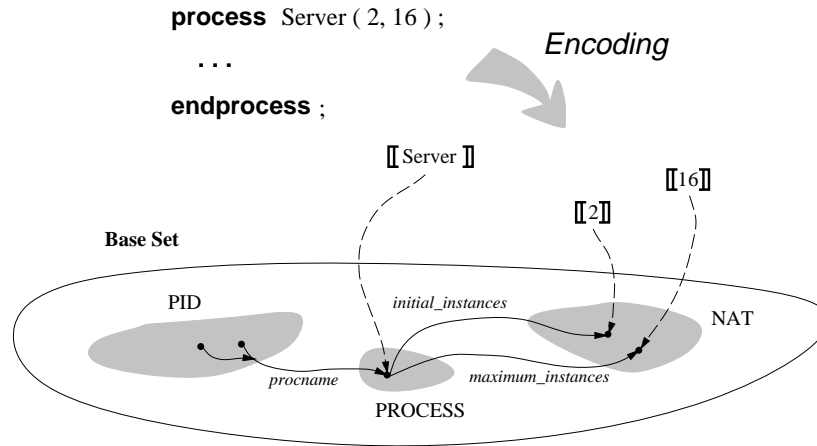 process Server ( 2, 16 ) ;
Encoding
. . .
endprocess ;
[[ Server ]]
[[16]]
[[2]]
Base Set
PID
initial_instances
NAT
procname
maximum_instances
PROCESS